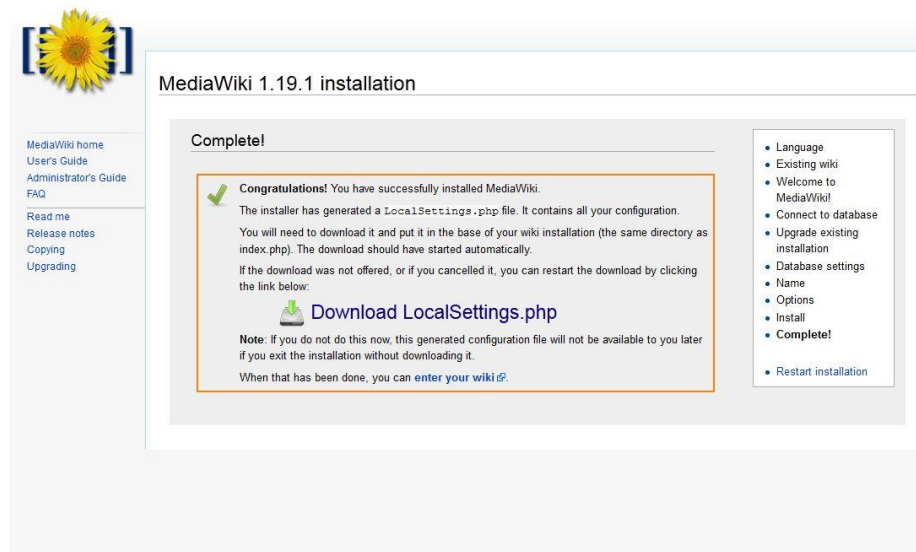 MediaWiki 1.19.1 installation
MediaWiki home
User's Guide
Administrator's Guide
FAQ
Read me
Release notes
Copying
Upgrading
Complete!
Congratulations! You have successfully installed MediaWiki.
The installer has generated a LocalSettings.php file. It contains all your configuration.
You will need to download it and put it in the base of your wiki installation (the same directory as
index.php). The download should have started automatically.
If the download was not offered, or if you cancelled it, you can restart the download by clicking
the link below:
Download LocalSettings.php
Note: If you do not do this now, this generated configuration file will not be available to you later
if you exit the installation without downloading it.
When that has been done, you can enter your wiki.
Language
Existing wiki
Welcome to
MediaWiki!
Connect to database
Upgrade existing
installation
Database settings
Name
Options
Install
Complete!
Restart installation